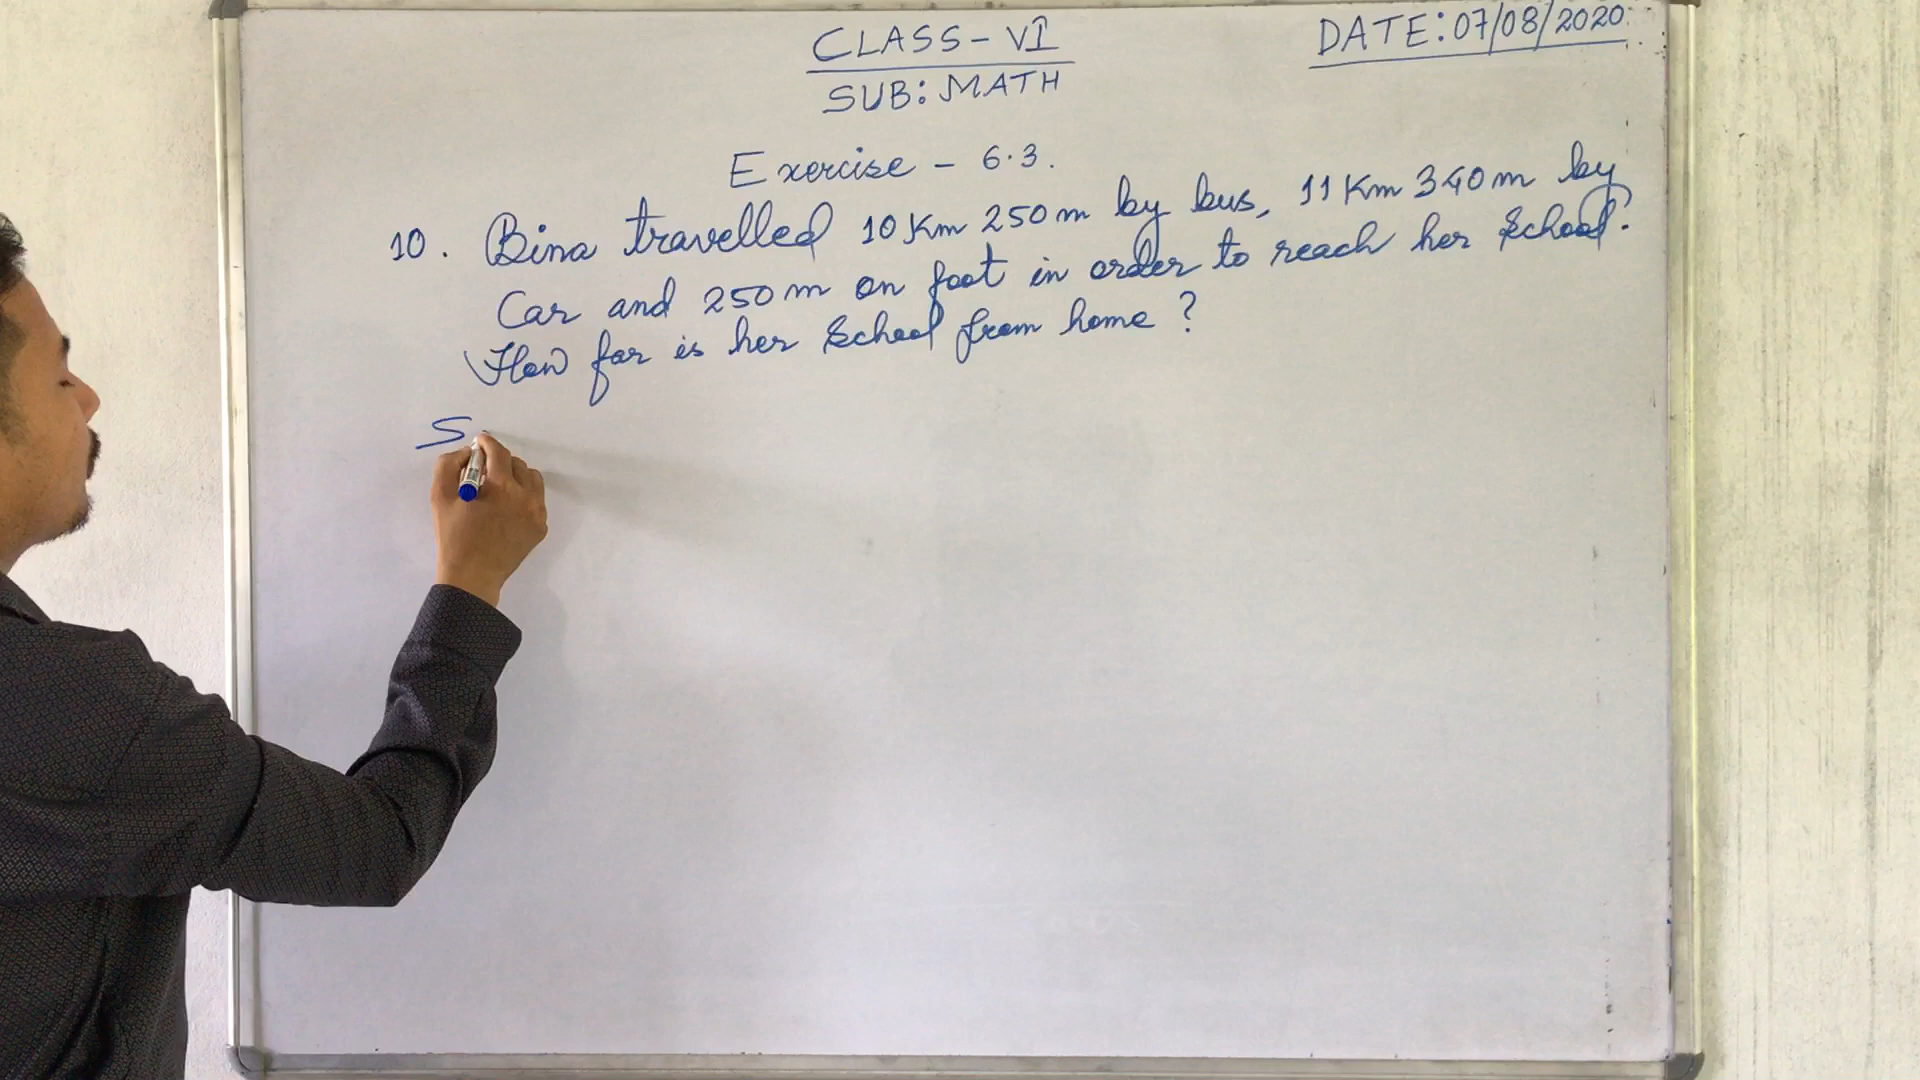 CLASS - VI
SUB: MATH
DATE: 07/08/2020
Exercise - 6.3.
10. Bina travelled 10 Km 250 m by bus, 11 Km 340 m by
Car and 250 m on foot in order to reach her School?
How far is her School from home ?
S